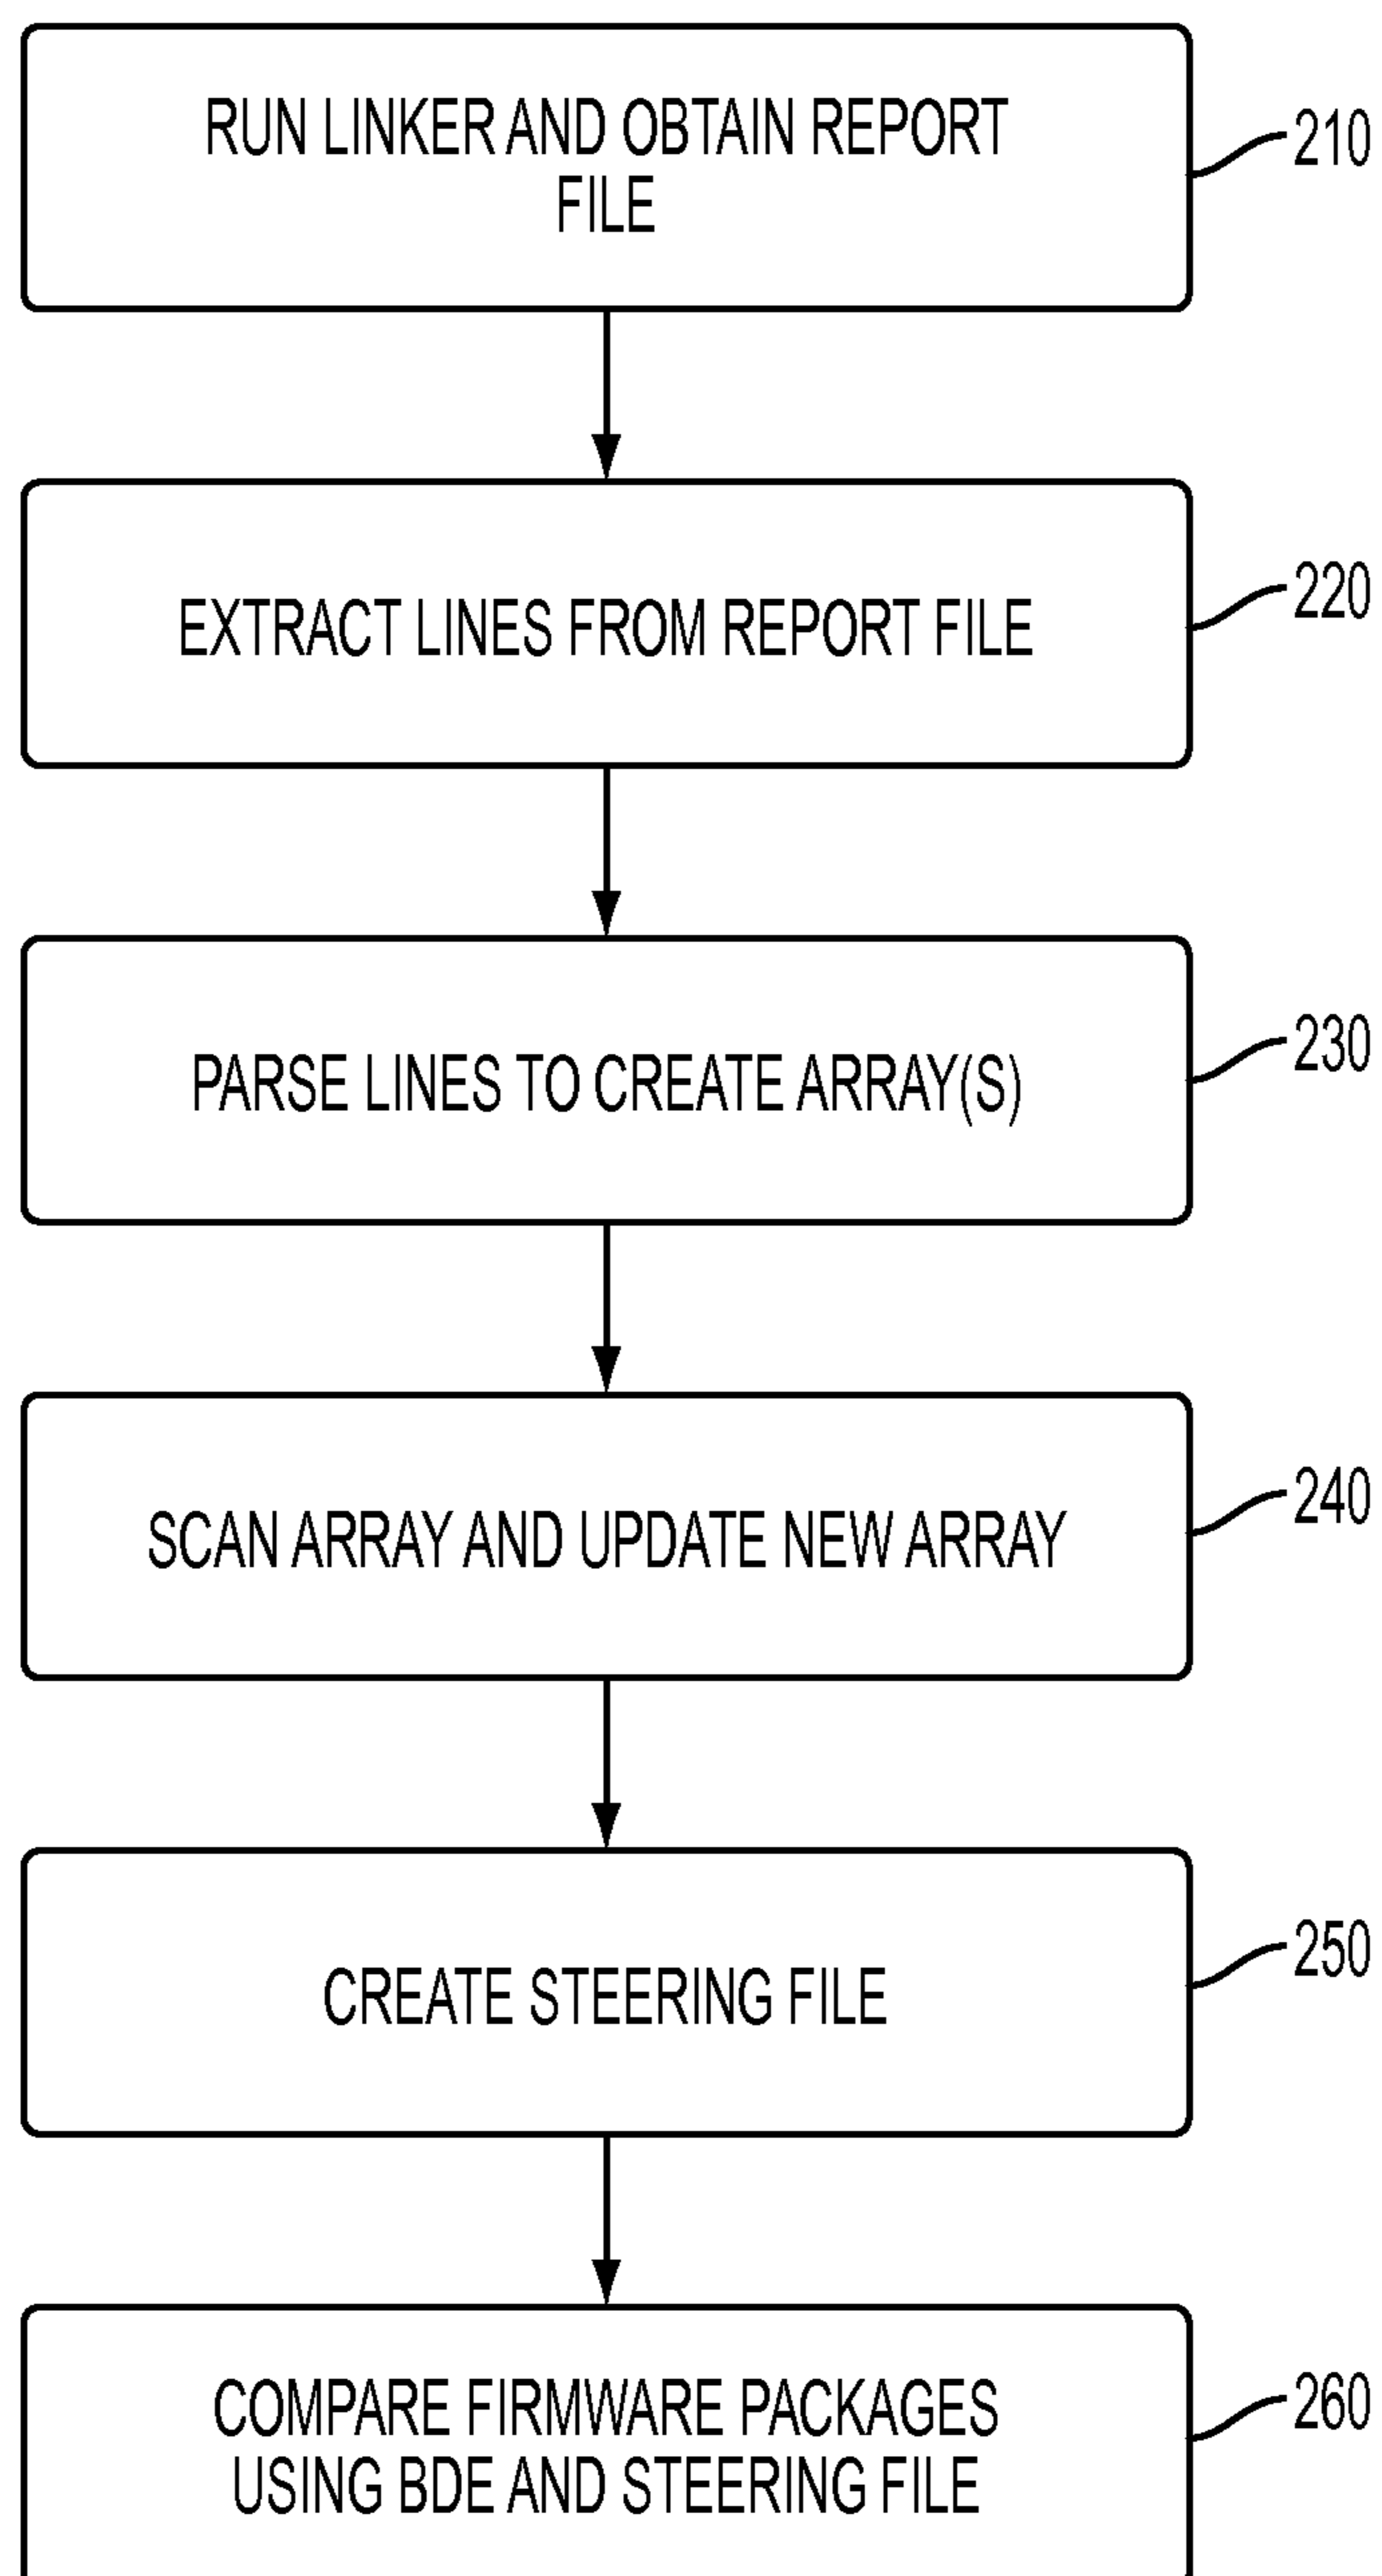 RUN LINKER AND OBTAIN REPORT
FILE
210
EXTRACT LINES FROM REPORT FILE
220
PARSE LINES TO CREATE ARRAY(S)
230
SCAN ARRAY AND UPDATE NEW ARRAY
240
CREATE STEERING FILE
250
COMPARE FIRMWARE PACKAGES
USING BDE AND STEERING FILE
260